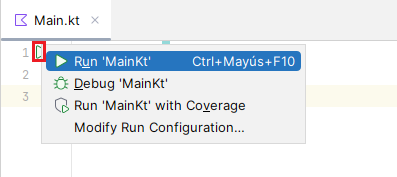 Main.kt
1 Run 'MainKt' Ctrl+Mayús+F10
2 Debug 'MainKt'
3 Run 'MainKt' with Coverage
Modify Run Configuration...